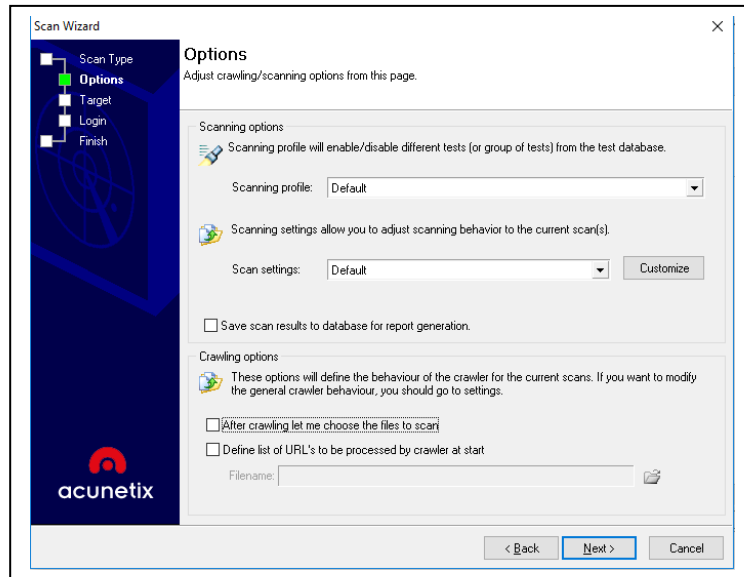 Scan Wizard
Scan Type
Options
Target
Login
Finish
Options
Adjust crawling/scanning options from this page.
Scanning options
Scanning profile will enable/disable different tests (or group of tests) from the test database.
Scanning profile: Default
Scanning settings allow you to adjust scanning behavior to the current scan(s).
Scan settings: Default Customize
Save scan results to database for report generation.
Crawling options
These options will define the behaviour of the crawler for the current scans. If you want to modify
the general crawler behaviour, you should go to settings.
After crawling let me choose the files to scan
Define list of URL's to be processed by crawler at start
Filename:
acunetix
< Back Next > Cancel